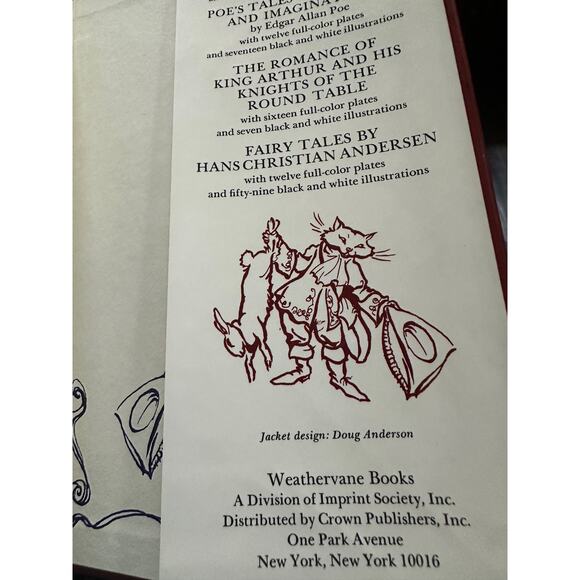 POE'S TALES
AND IMAGINA
by Edgar Allan Poe
with twelve full-color plates
and seventeen black and white illustrations
THE ROMANCE OF
KING ARTHUR AND HIS
KNIGHTS OF THE
ROUND TABLE
with sixteen full-color plates
and seven black and white illustrations
FAIRY TALES BY
HANS CHRISTIAN ANDERSEN
with twelve full-color plates
and fifty-nine black and white illustrations
Jacket design: Doug Anderson
Weathervane Books
A Division of Imprint Society, Inc.
Distributed by Crown Publishers, Inc.
One Park Avenue
New York, New York 10016